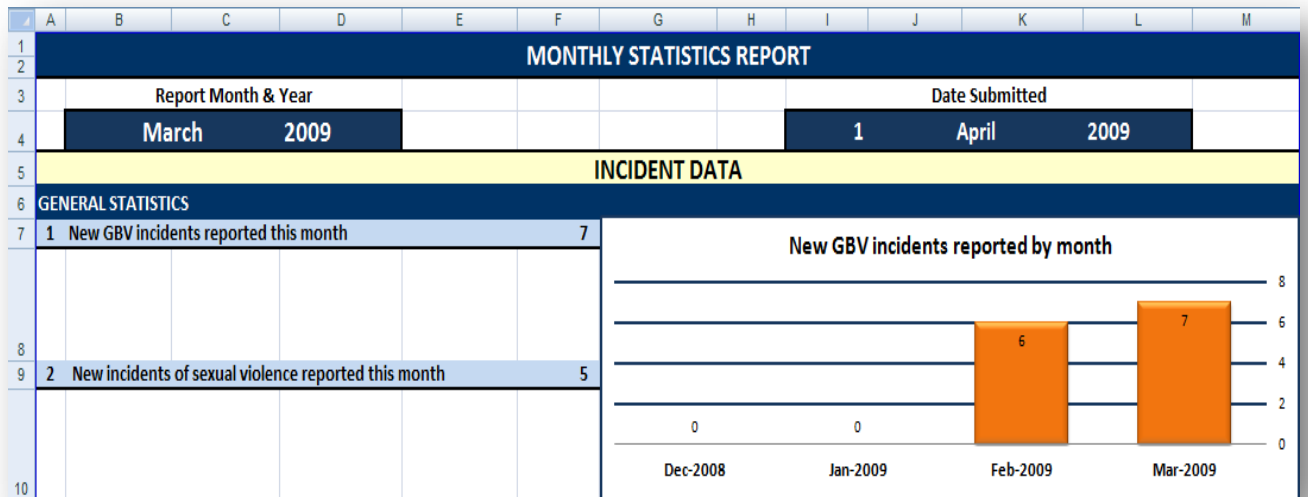 A B C D E F G H I J K L M
1
2 MONTHLY STATISTICS REPORT
3 Report Month & Year Date Submitted
4 March 2009 1 April 2009
5 INCIDENT DATA
6 GENERAL STATISTICS
7 1 New GBV incidents reported this month 7
8
9 2 New incidents of sexual violence reported this month 5
10
New GBV incidents reported by month
8
7 6
6
4
2
0 0 0
Dec-2008 Jan-2009 Feb-2009 Mar-2009